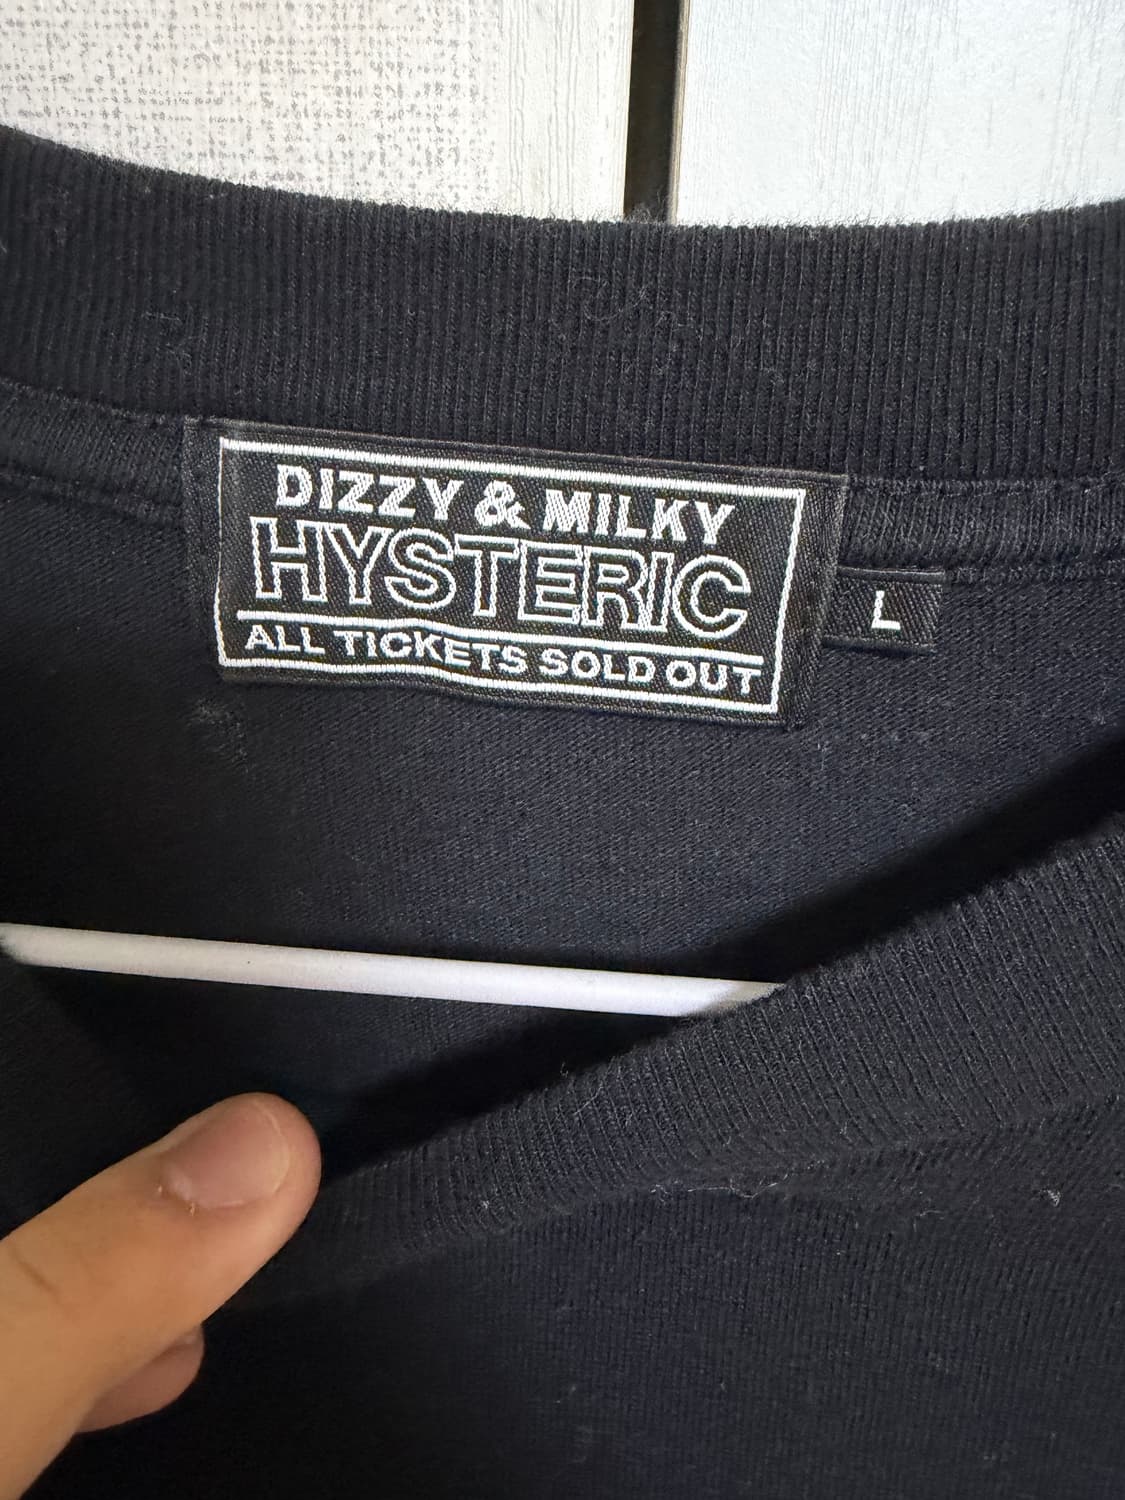 DIZZY & MILKY
HYSTERIC
ALL TICKETS SOLD OUT
L